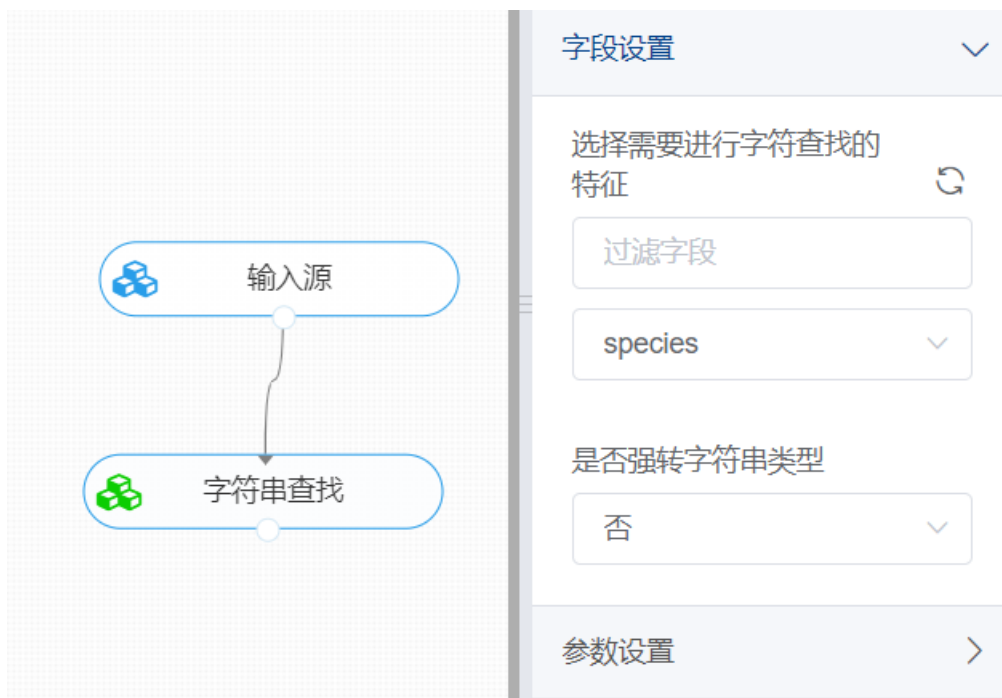 输入源
字符串查找
字段设置
选择需要进行字符查找的
特征
过滤字段
species
是否强转字符串类型
否
参数设置